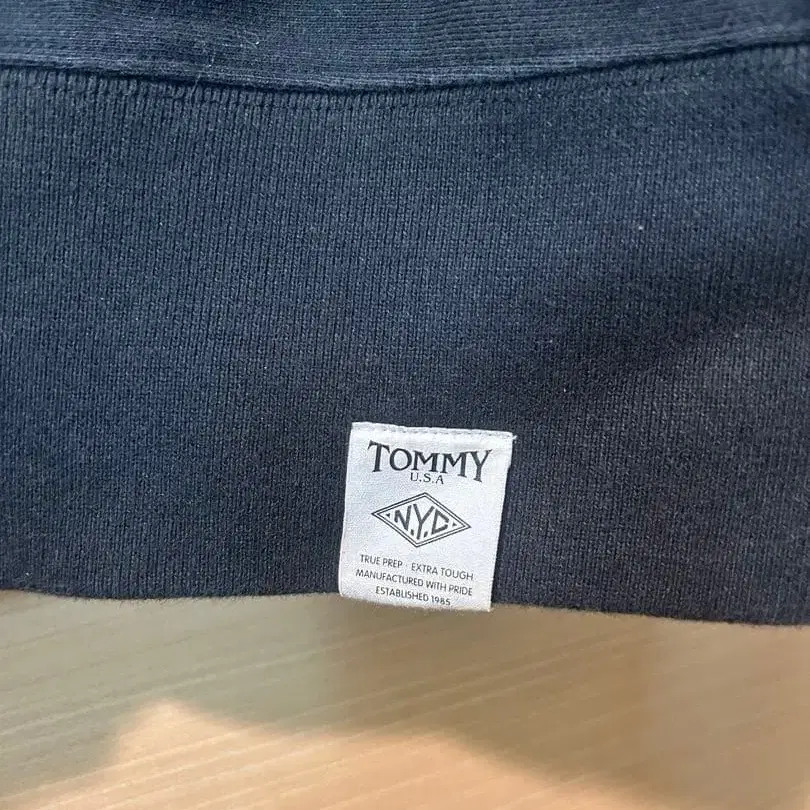 TOMMY
U.S.A
N.Y.C
TRUE PREP · EXTRA TOUGH
MANUFACTURED WITH PRIDE
ESTABLISHED 1985